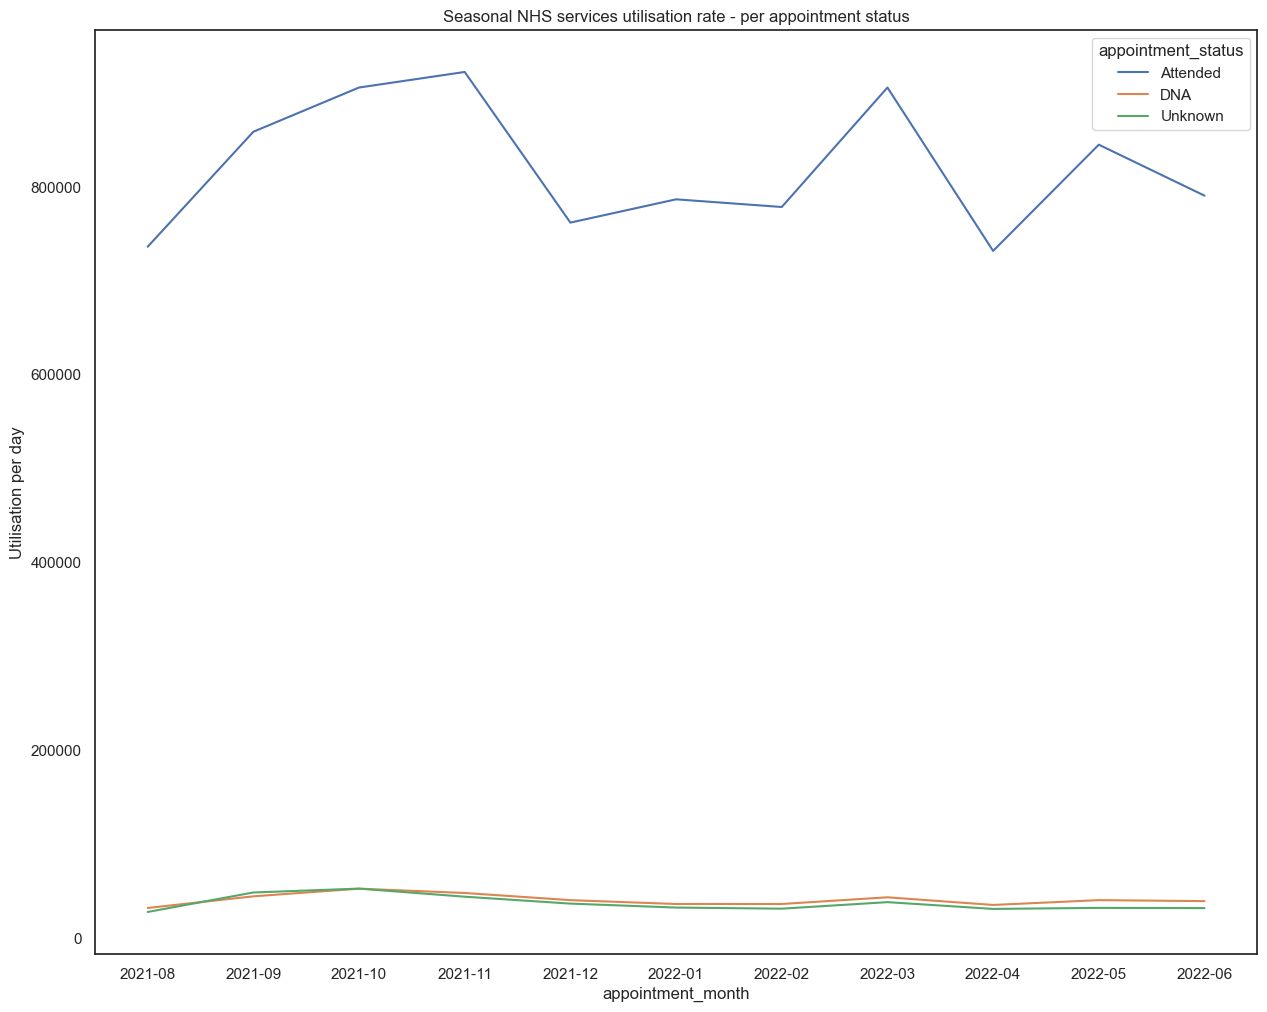 Seasonal NHS services utilisation rate - per appointment status
appointment_status
Attended
DNA
Unknown
800000
600000
400000
200000
0
Utilisation per day
2021-08 2021-09 2021-10 2021-11 2021-12 2022-01 2022-02 2022-03 2022-04 2022-05 2022-06
appointment_month